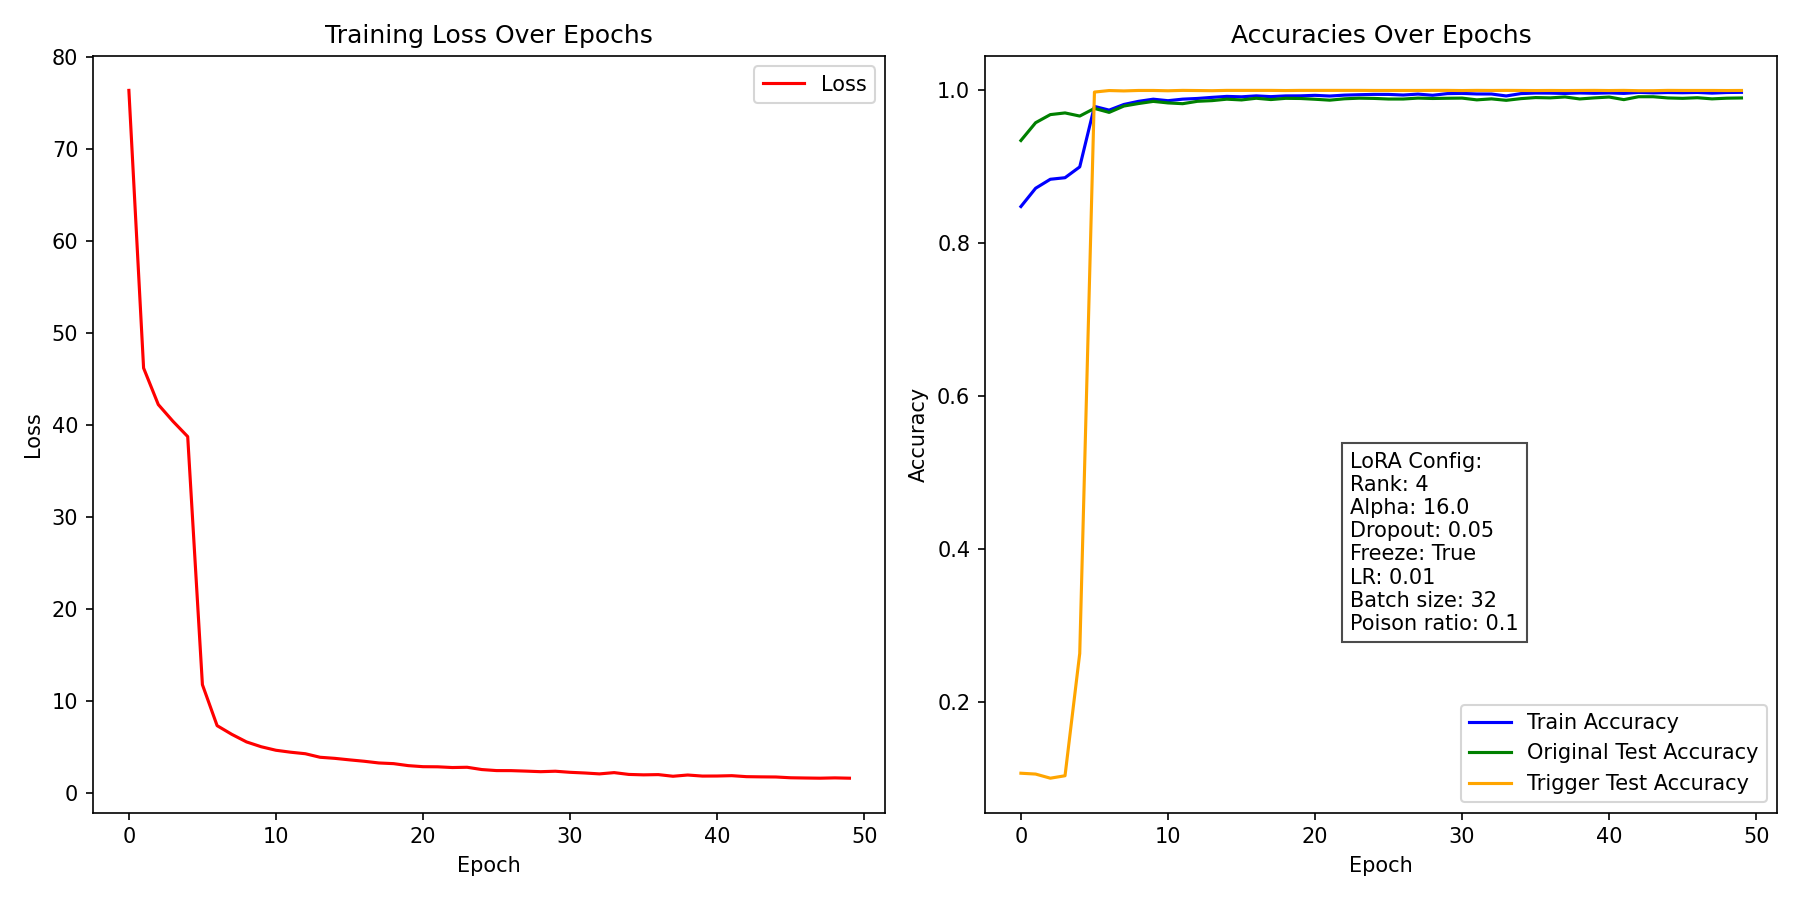 Training Loss Over Epochs
Loss
80
70
60
50
40
30
20
10
0
Loss
0 10 20 30 40 50
Epoch
Accuracies Over Epochs
1.0
0.8
0.6
0.4
0.2
Accuracy
LoRA Config:
Rank: 4
Alpha: 16.0
Dropout: 0.05
Freeze: True
LR: 0.01
Batch size: 32
Poison ratio: 0.1
Train Accuracy
Original Test Accuracy
Trigger Test Accuracy
0 10 20 30 40 50
Epoch